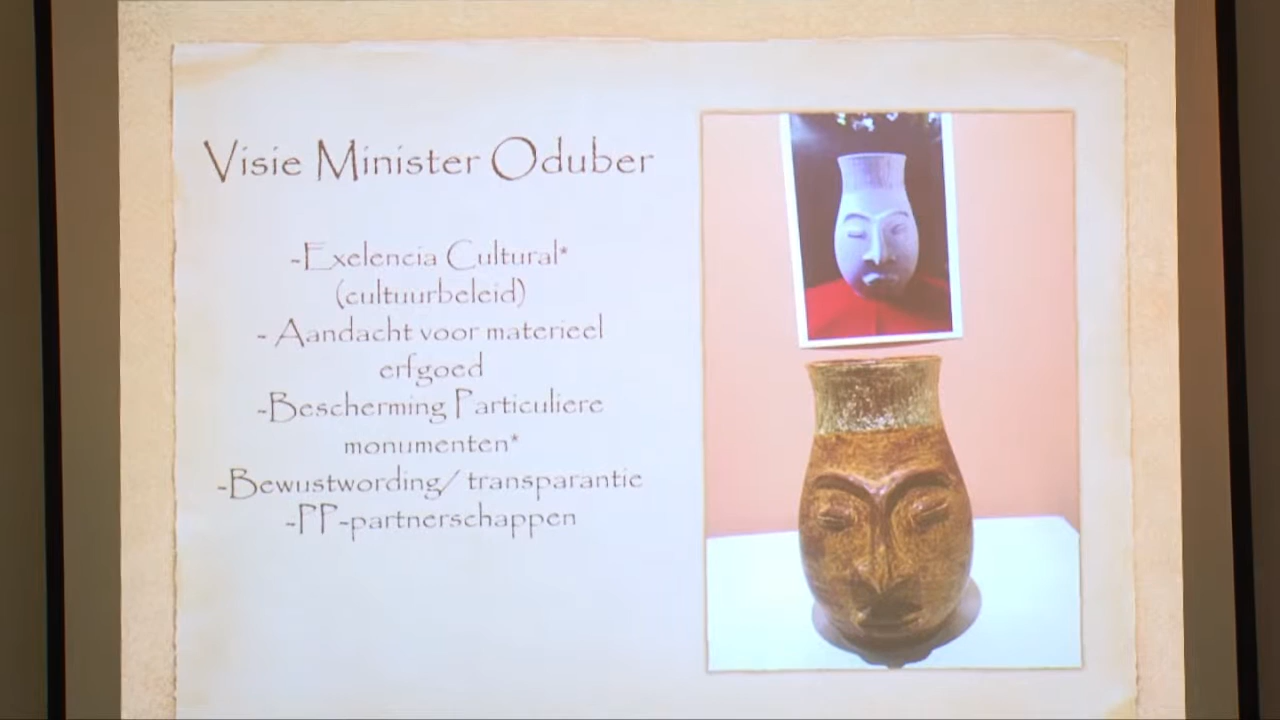 Visie Minister Oduber
-Exelencia Cultural*
(cultuurbeleid)
- Aandacht voor materieel
erfgoed
-Bescherming Particuliere
monumenten*
-Bewustwording/ transparantie
-PP-partnerschappen